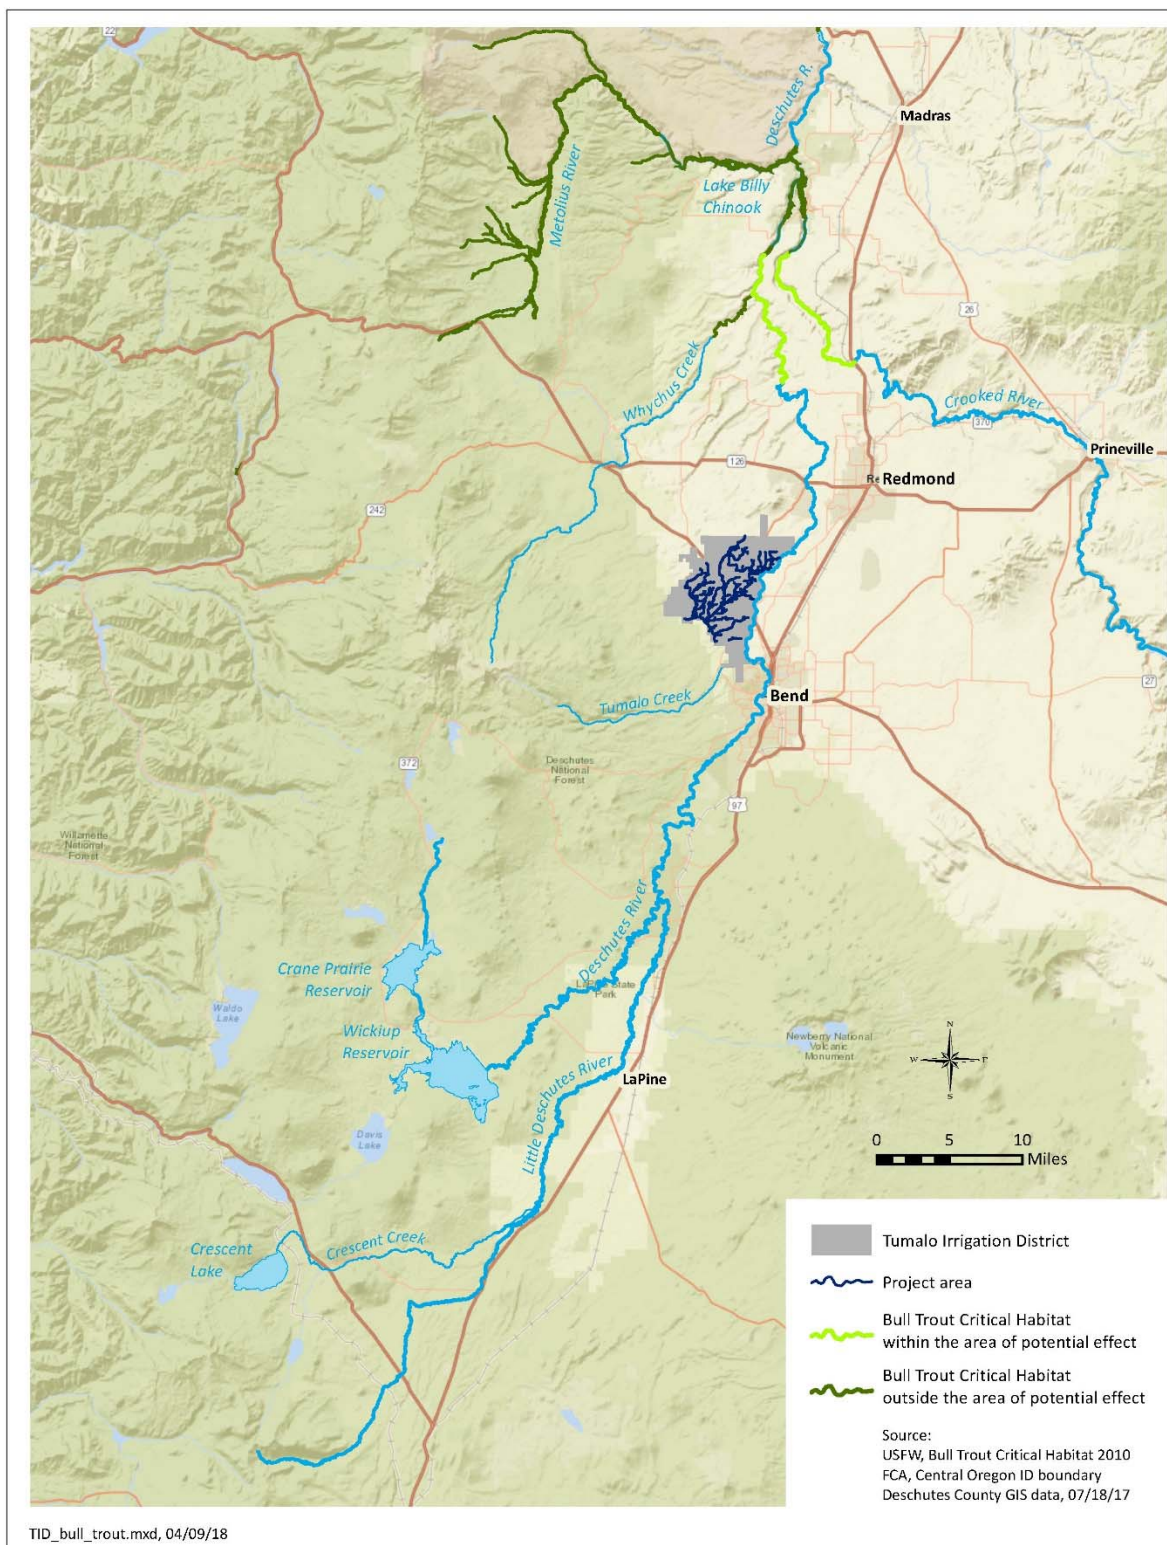 22
Deschutes R.
Madras
Metolius River
Lake Billy
Chinook
26
Whychus Creek
Crooked River
370
Prineville
126
Re
Redmond
242
27
Tumalo Creek
Bend
372
Deschutes
National
Forest
97
Willamette
National
Forest
Deschutes River
Crane Prairie
Reservoir
LaPine State
Park
Waldo
Lake
Wickiup
Reservoir
Newberry National
Volcanic
Monument
N
W
E
S
LaPine
Little Deschutes River
Davis
Lake
0 5 10
Miles
Crescent
Lake
Crescent Creek
Tumalo Irrigation District
Project area
Bull Trout Critical Habitat
within the area of potential effect
Bull Trout Critical Habitat
outside the area of potential effect
Source:
USFW, Bull Trout Critical Habitat 2010
FCA, Central Oregon ID boundary
Deschutes County GIS data, 07/18/17
TID_bull_trout.mxd, 04/09/18